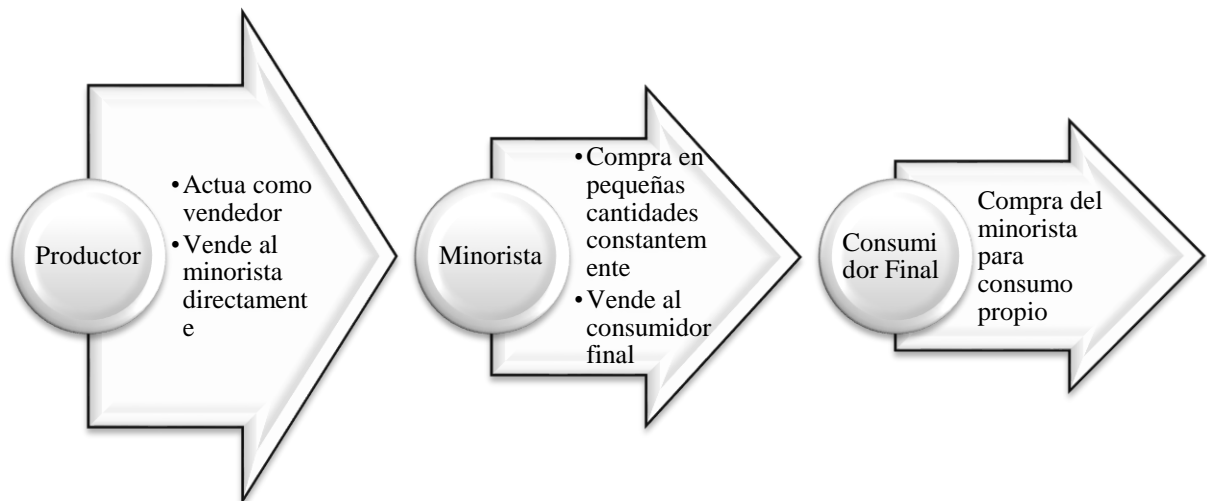 Productor
•Actua como
vendedor
•Vende al
minorista
directament
e
Minorista
•Compra en
pequeñas
cantidades
constantem
ente
•Vende al
consumidor
final
Consumi
dor Final
Compra del
minorista
para
consumo
propio